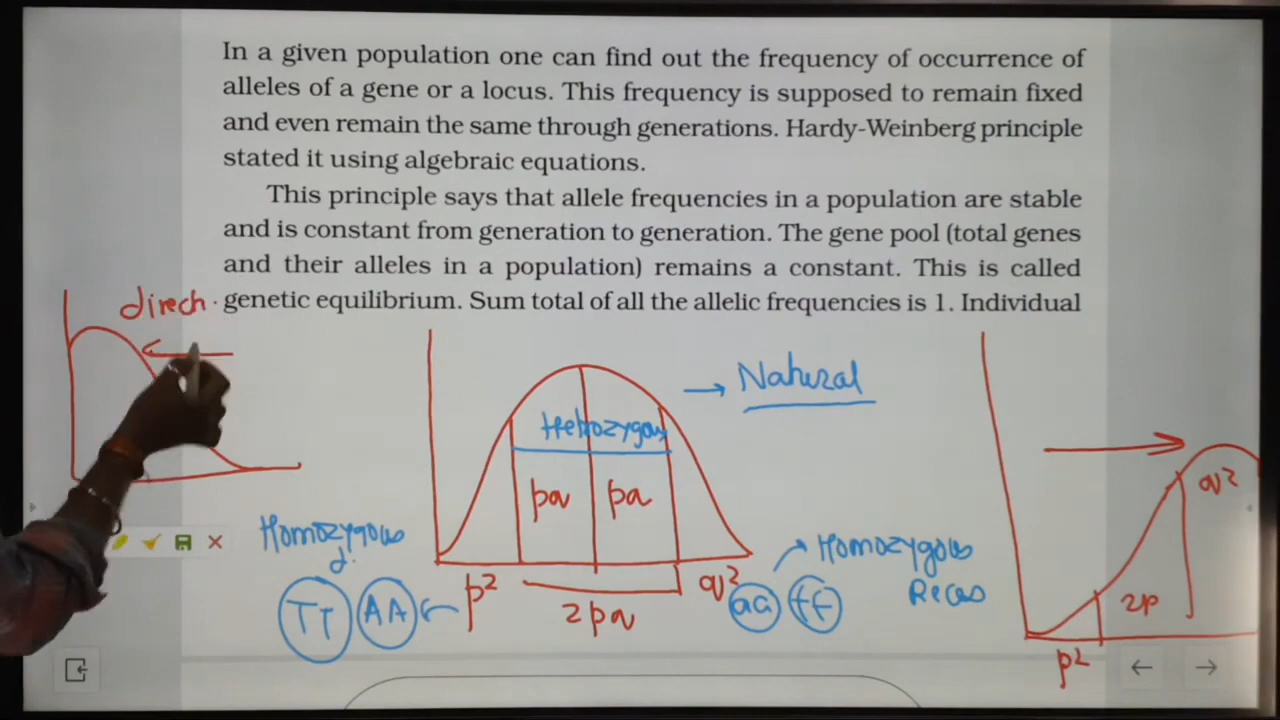 In a given population one can find out the frequency of occurrence of
alleles of a gene or a locus. This frequency is supposed to remain fixed
and even remain the same through generations. Hardy-Weinberg principle
stated it using algebraic equations.
This principle says that allele frequencies in a population are stable
and is constant from generation to generation. The gene pool (total genes
and their alleles in a population) remains a constant. This is called
genetic equilibrium. Sum total of all the allelic frequencies is 1. Individual
direch.
Natural
Hetrozygous
pq pq
q²
Homozygous
d.
TT AA
p² 2pq q²
aa tt
Homozygous
Reces
2p
p²